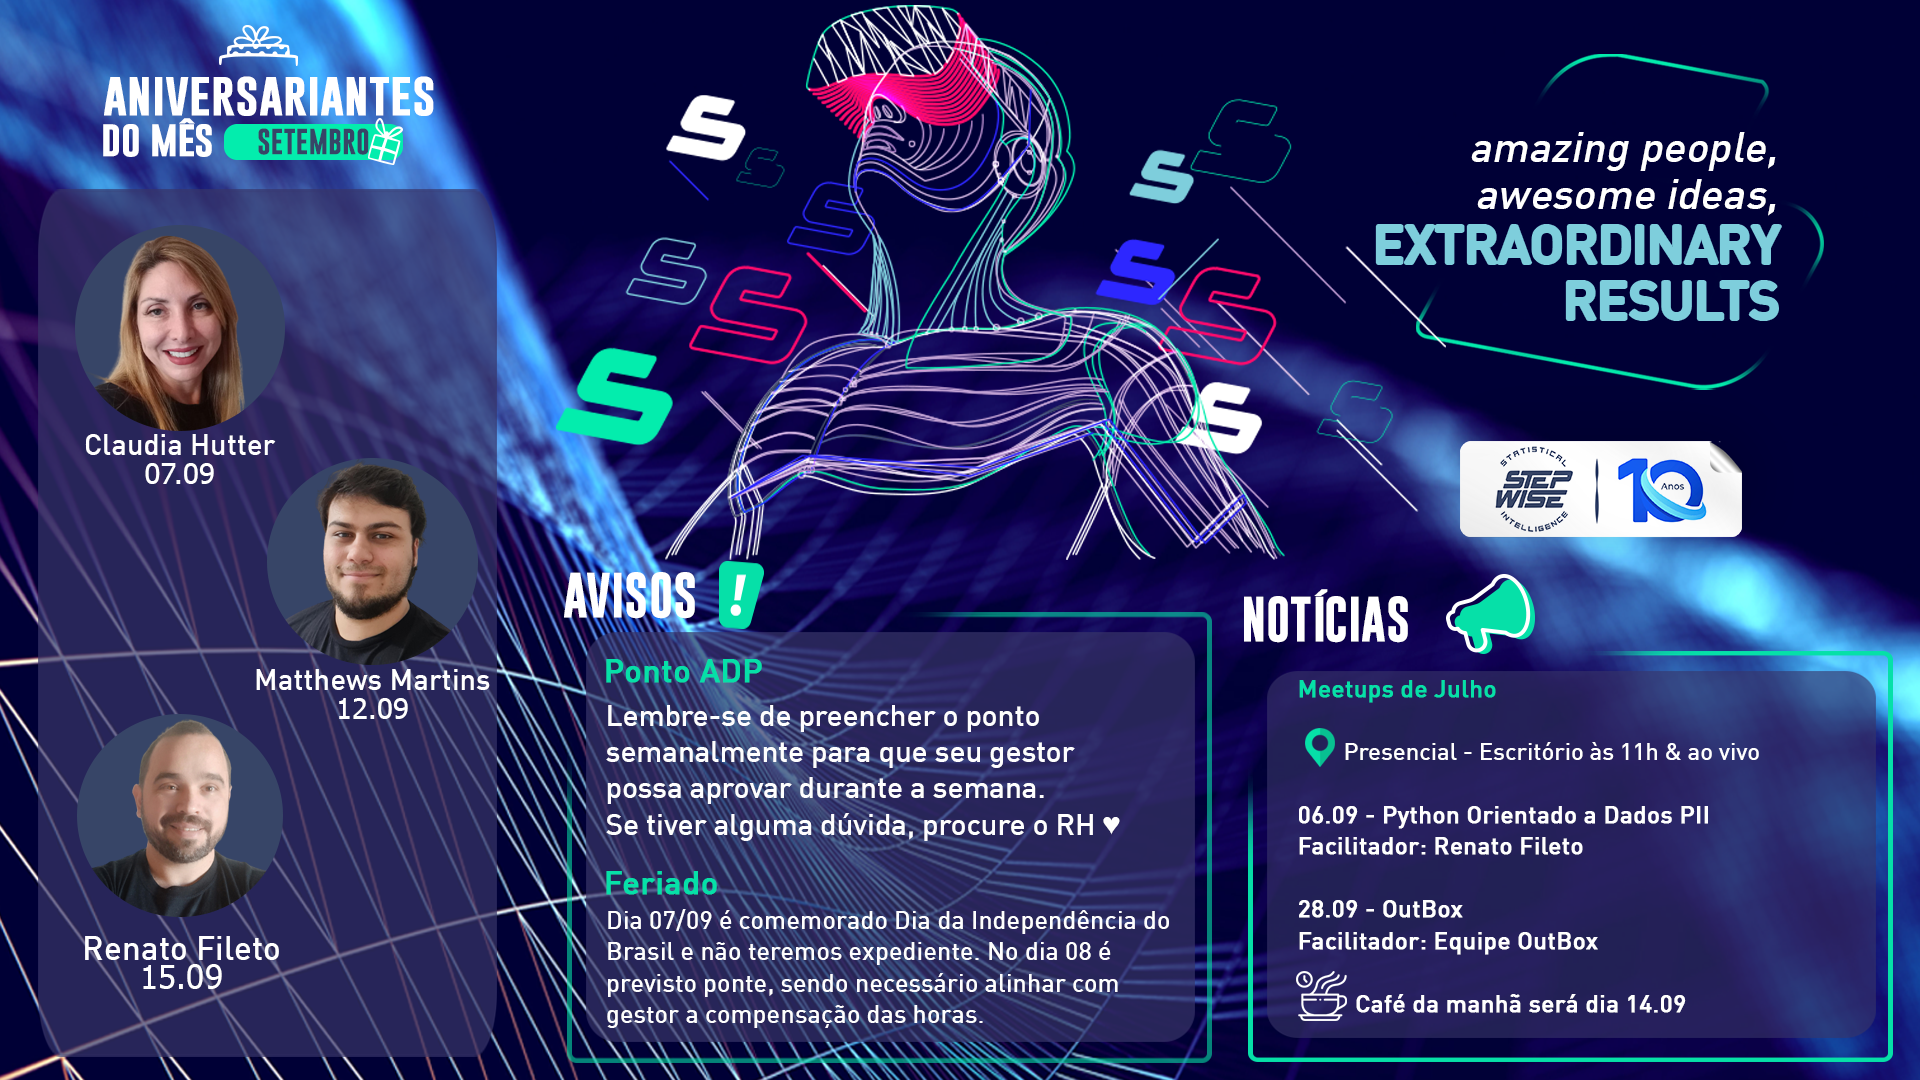 ANIVERSARIANTES
DO MÊS SETEMBRO
Claudia Hutter
07.09
Matthews Martins
12.09
Renato Fileto
15.09
S
S
S
S
S
S
S
S
S
S
S
S
S
amazing people,
awesome ideas,
EXTRAORDINARY
RESULTS
STATISTICAL
STEP
WISE
INTELLIGENCE
10
Anos
AVISOS !
Ponto ADP
Lembre-se de preencher o ponto
semanalmente para que seu gestor
possa aprovar durante a semana.
Se tiver alguma dúvida, procure o RH ♥
Feriado
Dia 07/09 é comemorado Dia da Independência do
Brasil e não teremos expediente. No dia 08 é
previsto ponte, sendo necessário alinhar com
gestor a compensação das horas.
NOTÍCIAS
Meetups de Julho
Presencial - Escritório às 11h & ao vivo
06.09 - Python Orientado a Dados PII
Facilitador: Renato Fileto
28.09 - OutBox
Facilitador: Equipe OutBox
Café da manhã será dia 14.09